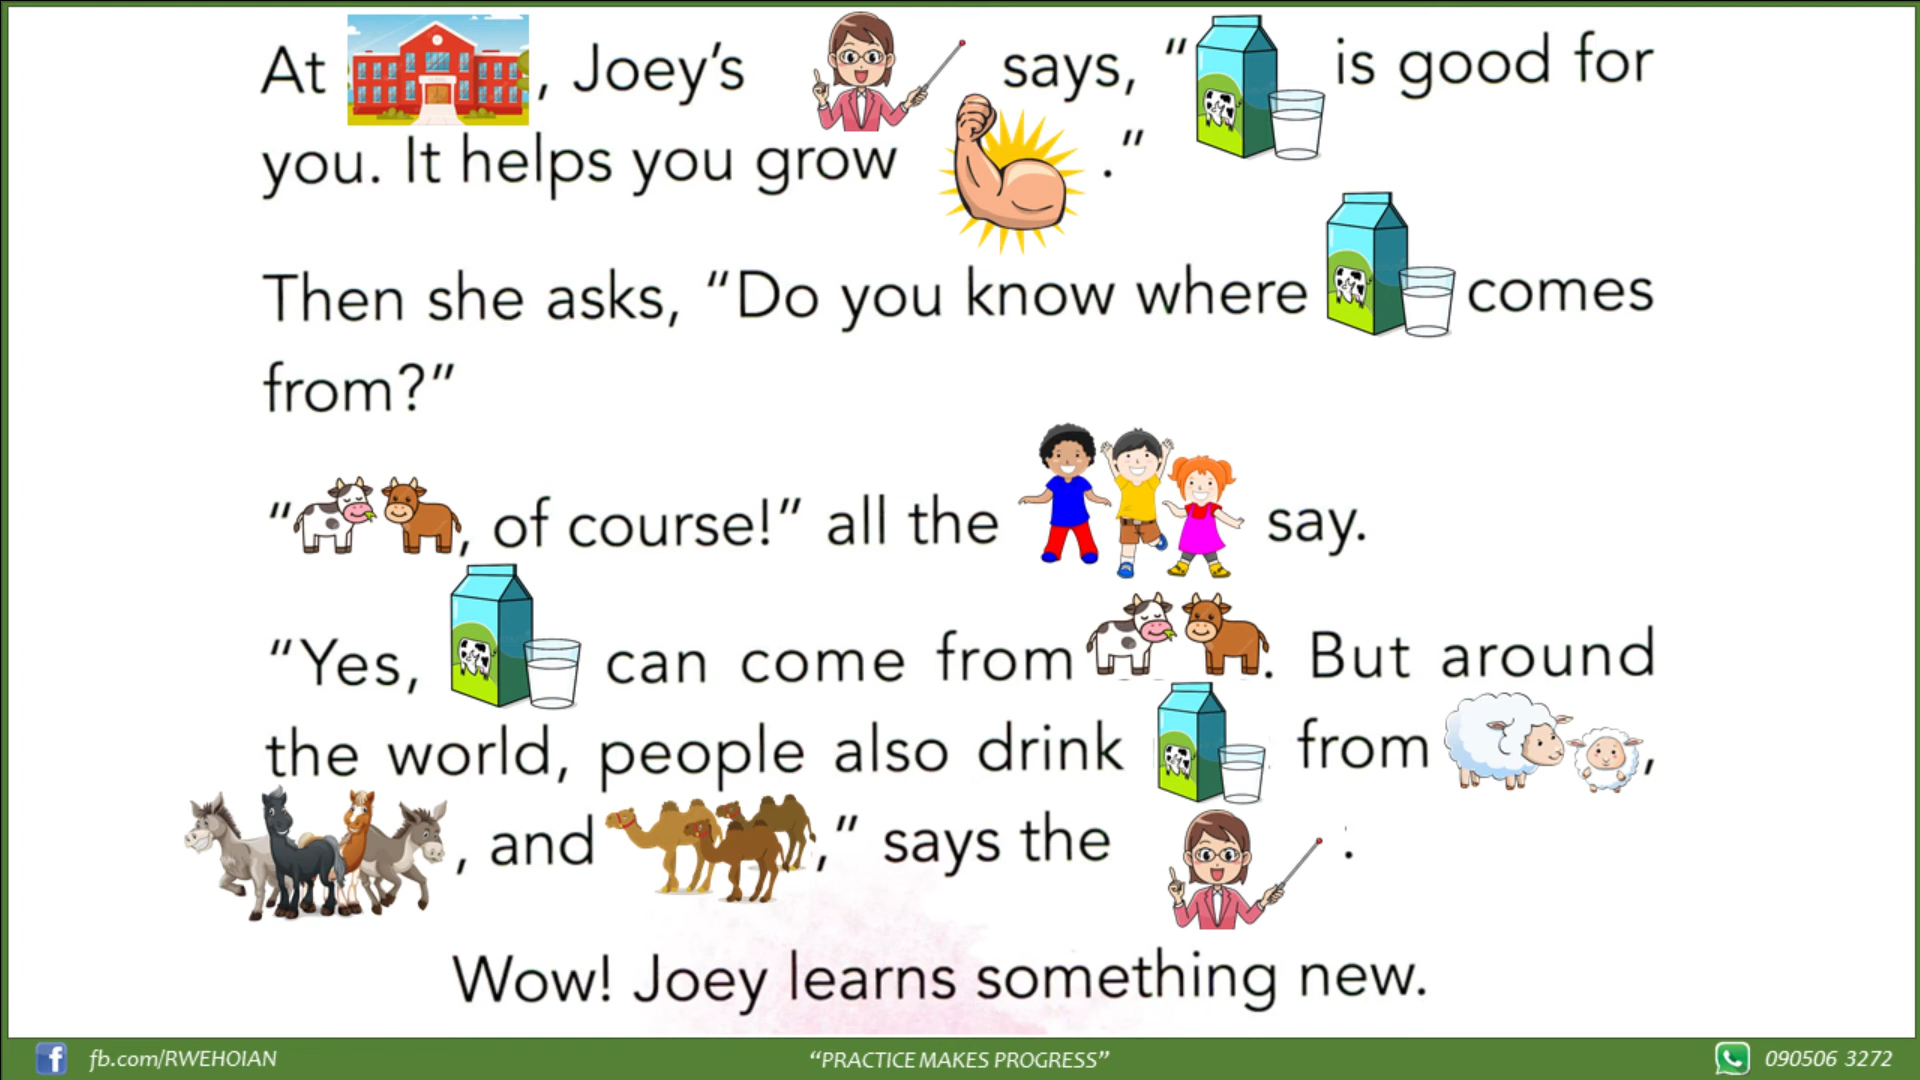 At , Joey’s says, “ is good for
you. It helps you grow .”
Then she asks, “Do you know where comes
from?”
“ , of course!” all the say.
“Yes, can come from . But around
the world, people also drink from ,
, and ,” says the .
Wow! Joey learns something new.
fb.com/RWEHOIAN
“PRACTICE MAKES PROGRESS”
090506 3272